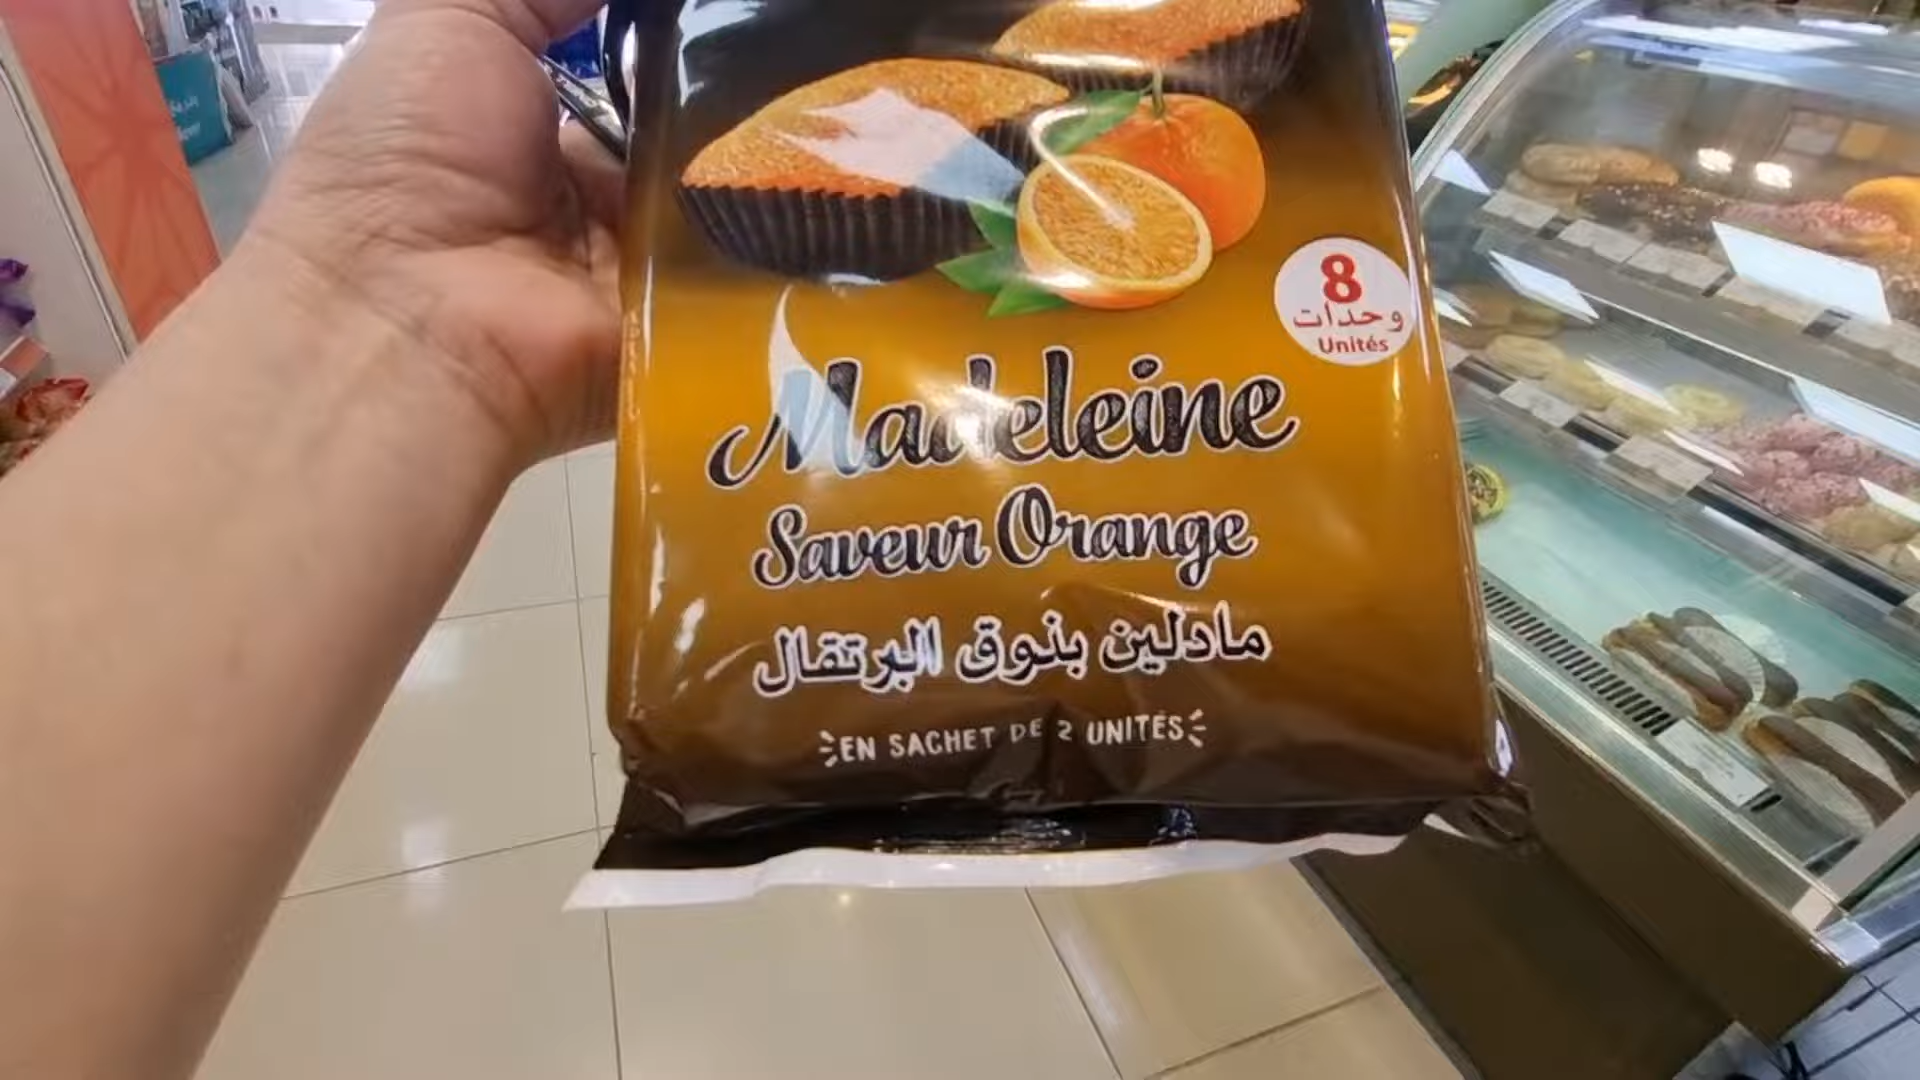 8
وحدات
Unités
Madeleine
Saveur Orange
مادلين بذوق البرتقال
EN SACHET DE 2 UNITÉS